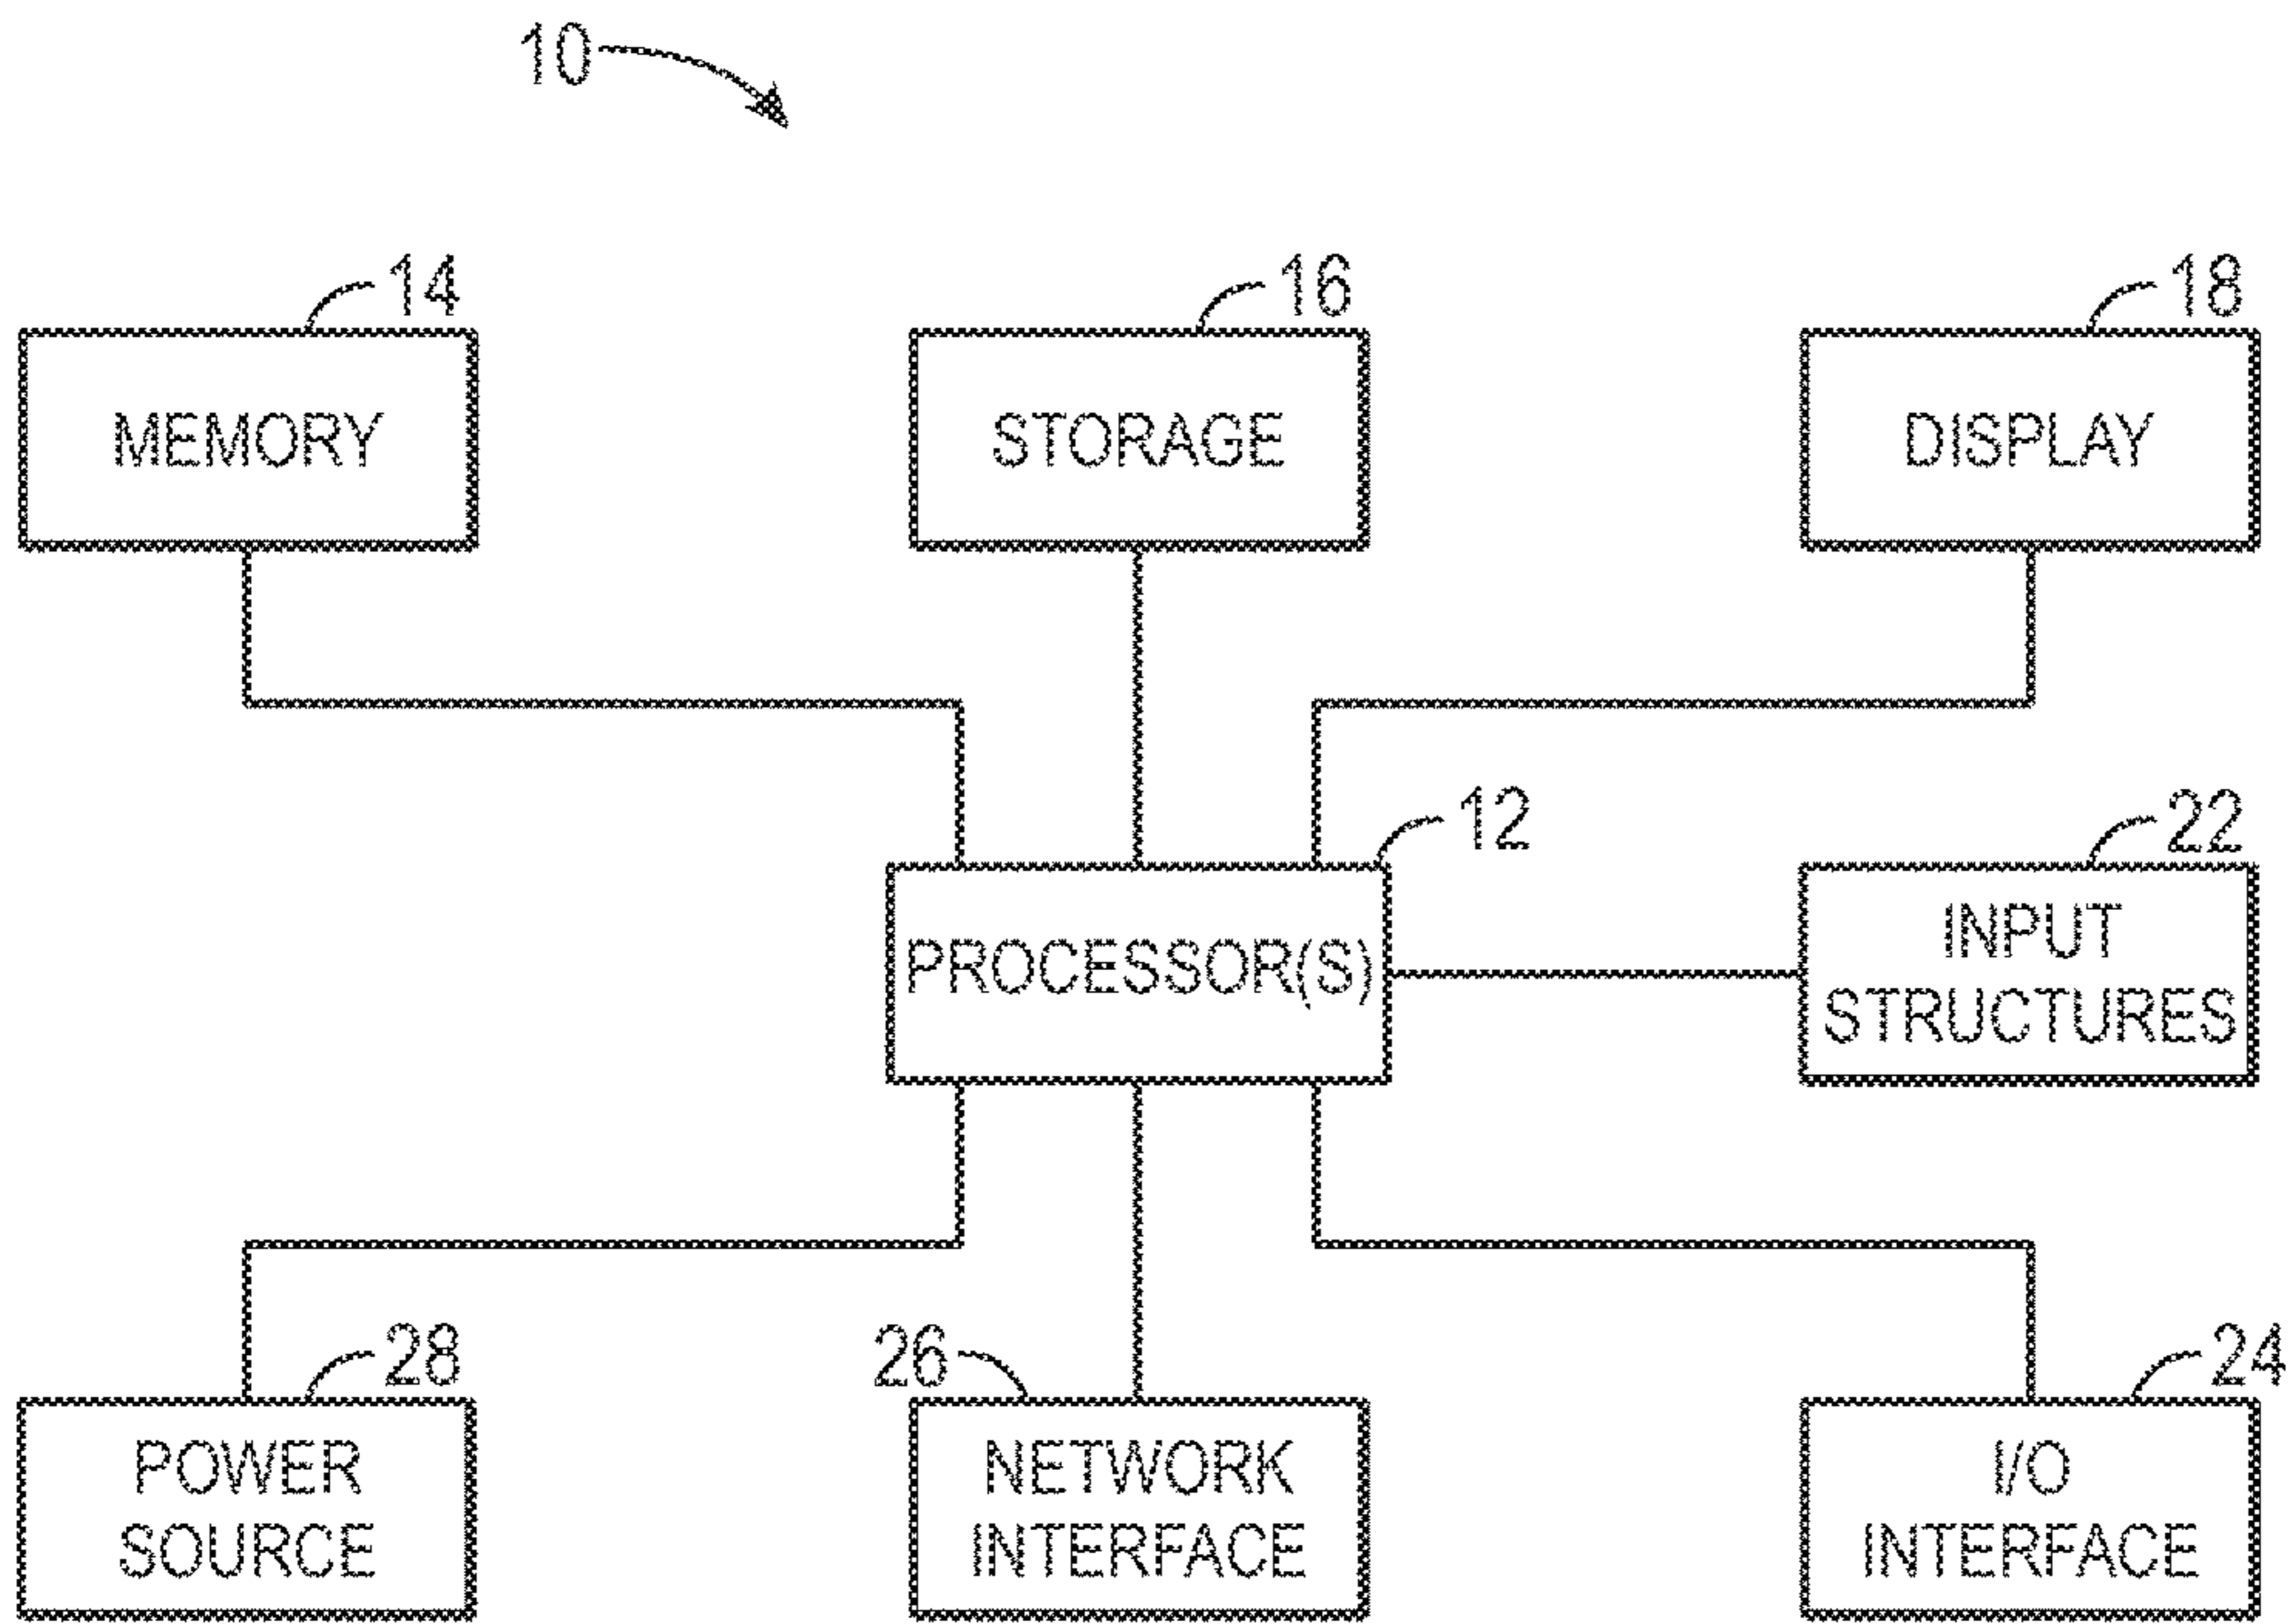 10
14
16
18
MEMORY
STORAGE
DISPLAY
12
22
PROCESSOR(S)
INPUT
STRUCTURES
28
26
24
POWER
SOURCE
NETWORK
INTERFACE
I/O
INTERFACE